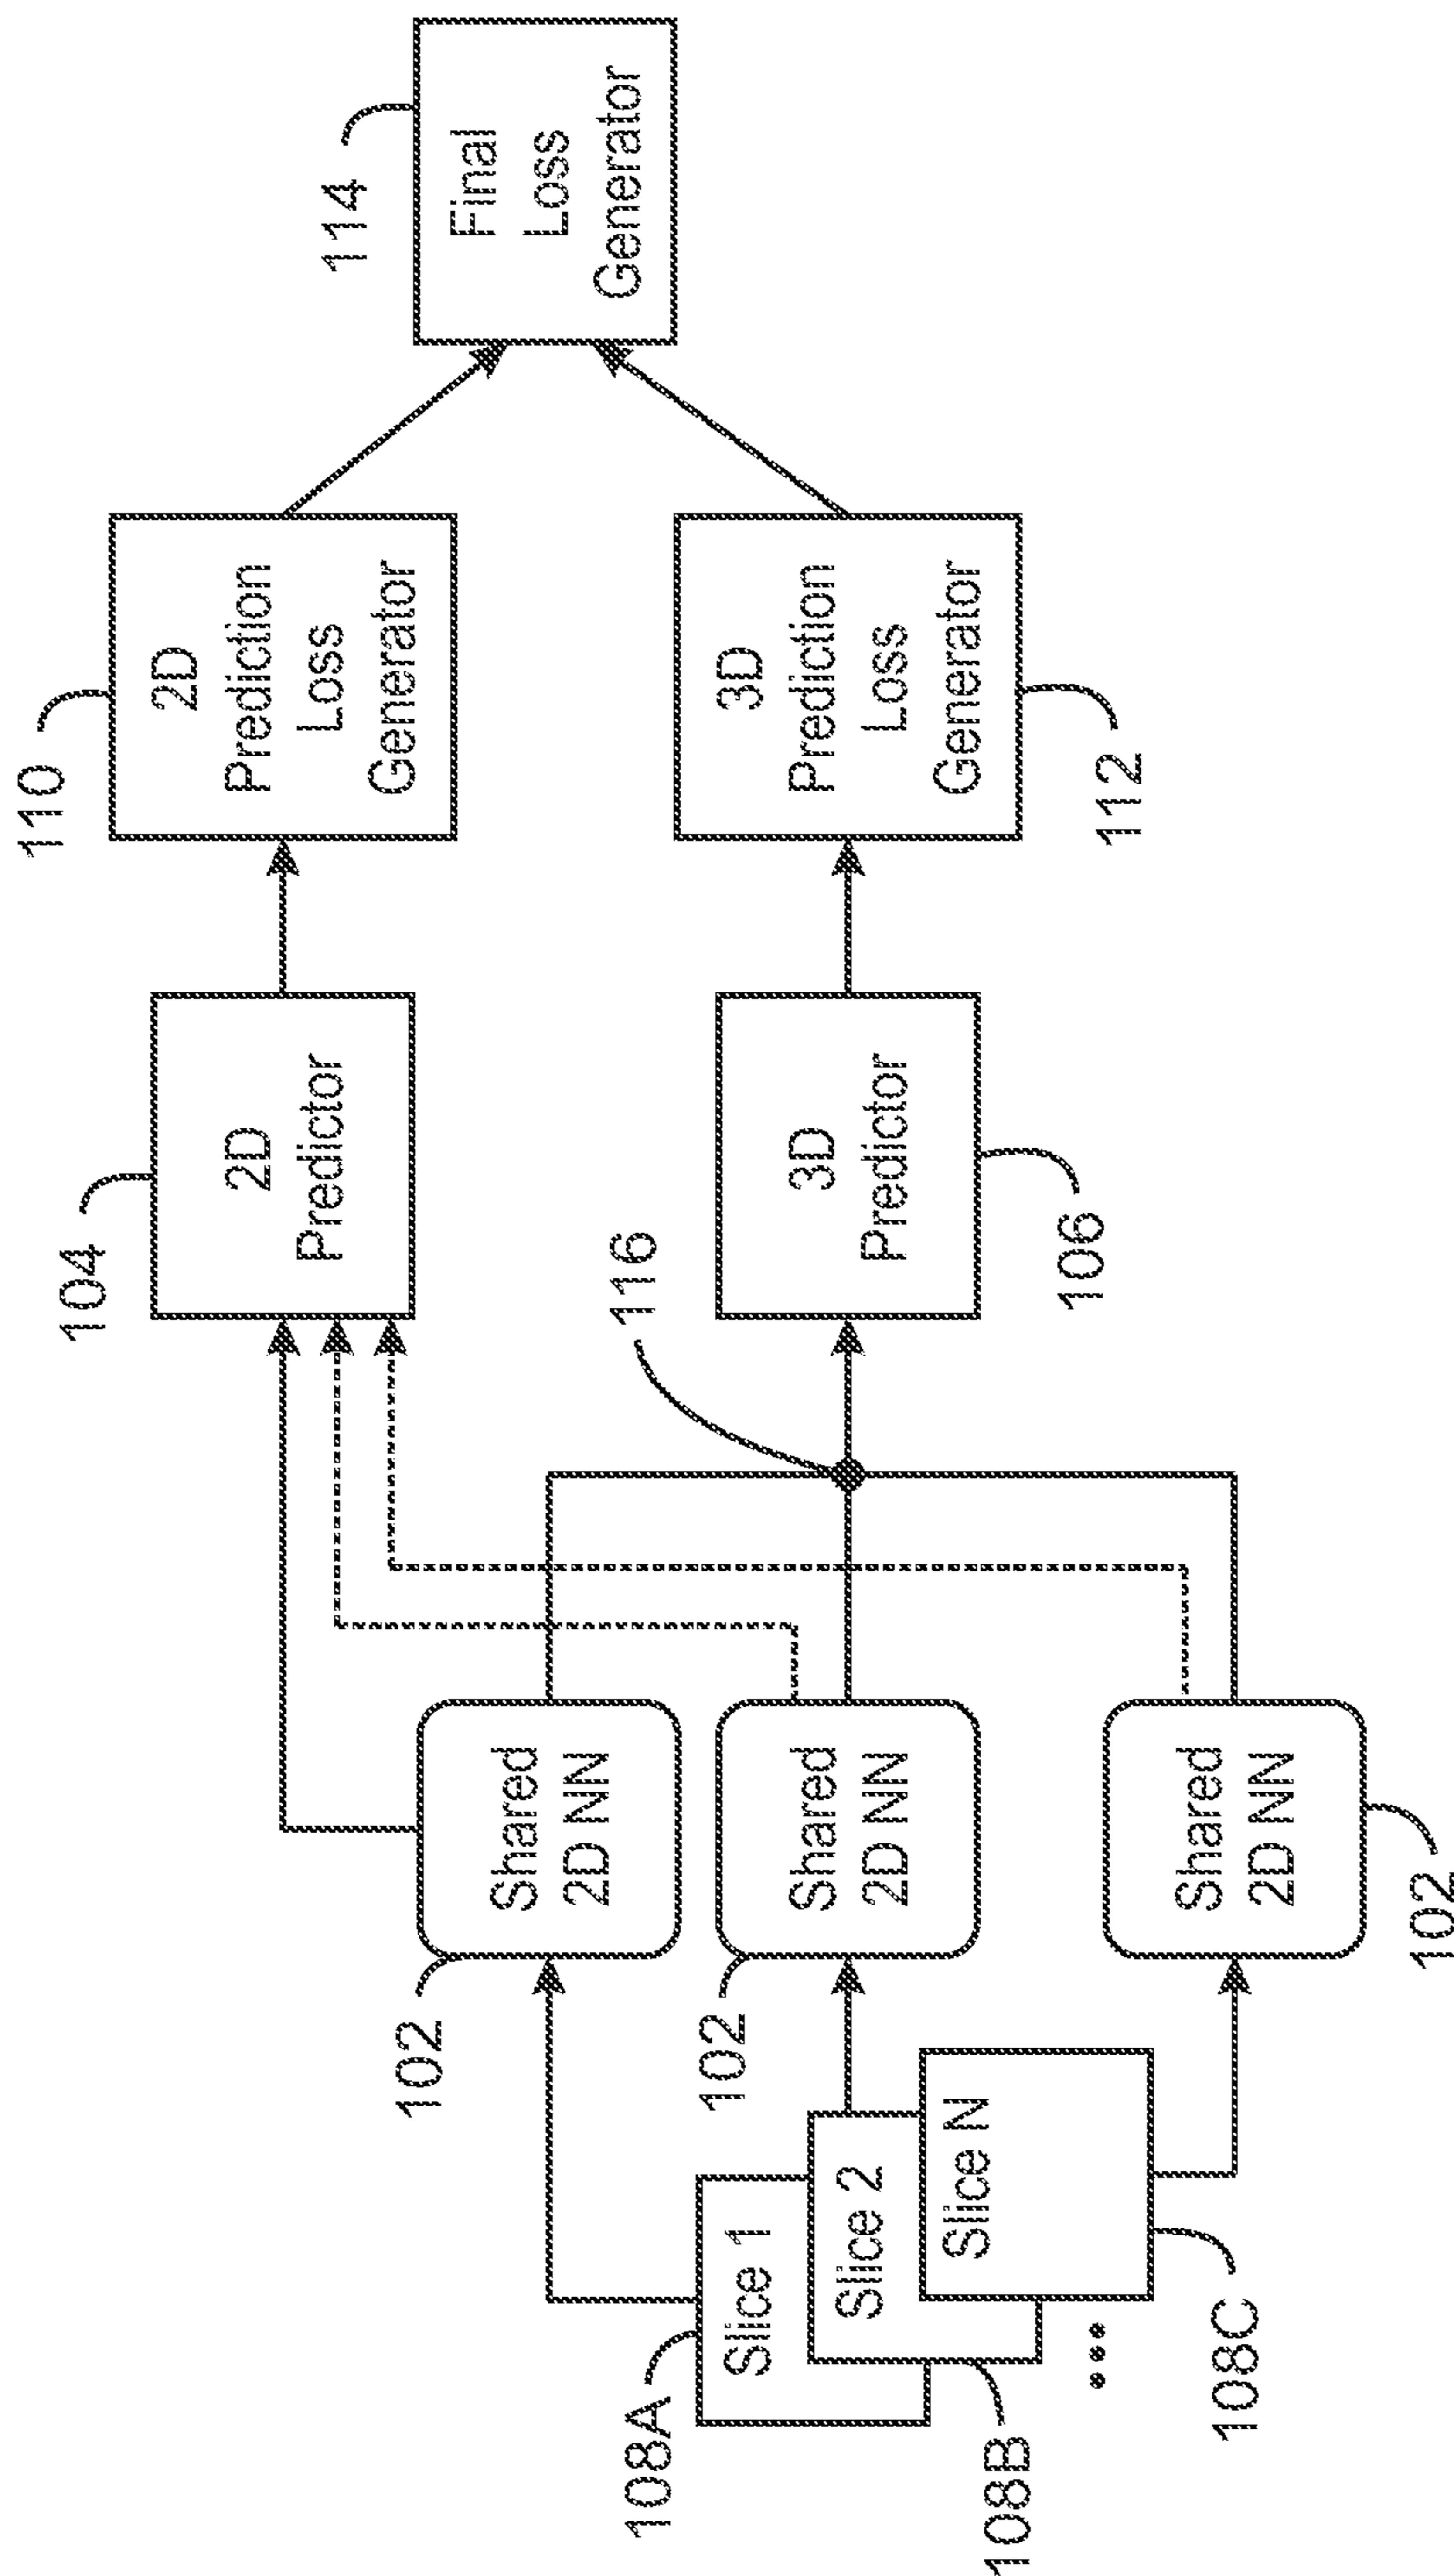 108A
Slice 1
108B
Slice 2
108C
Slice N
102
Shared
2D NN
102
Shared
2D NN
102
Shared
2D NN
116
104
2D
Predictor
106
3D
Predictor
110
2D
Prediction
Loss
Generator
112
3D
Prediction
Loss
Generator
114
Final
Loss
Generator